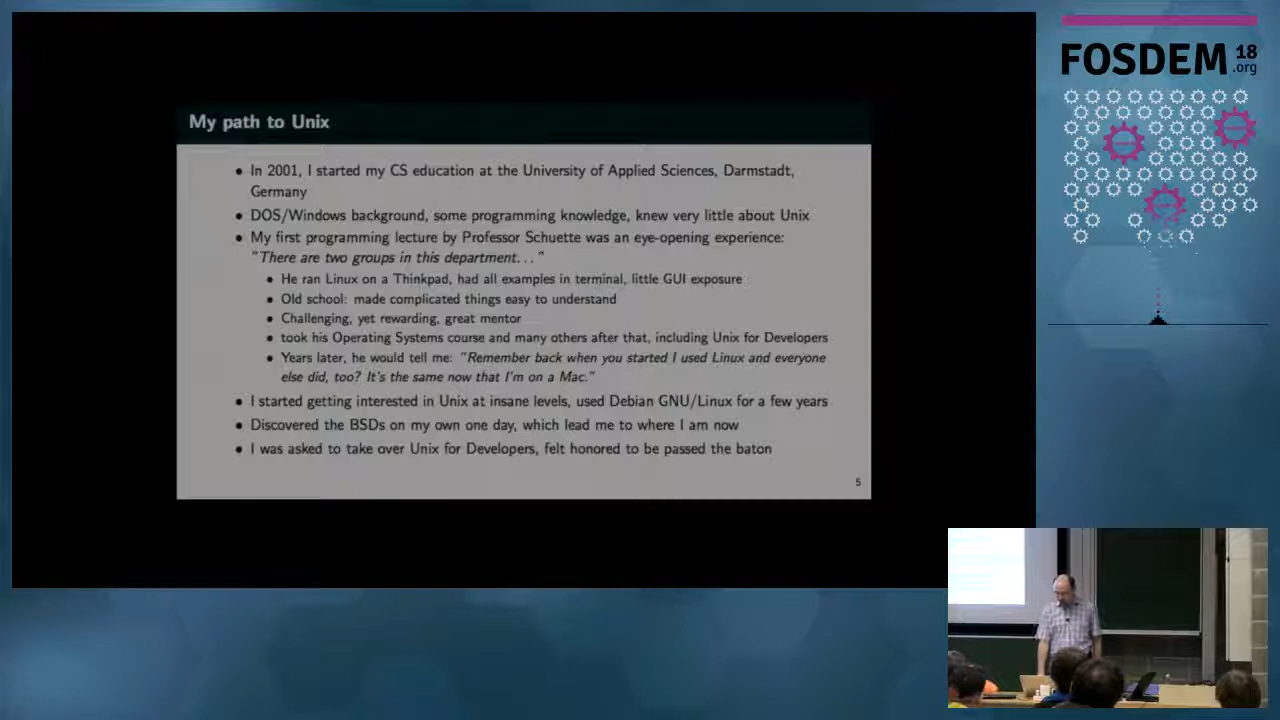 My path to Unix
• In 2001, I started my CS education at the University of Applied Sciences, Darmstadt,
Germany
• DOS/Windows background, some programming knowledge, knew very little about Unix
• My first programming lecture by Professor Schuette was an eye-opening experience:
"There are two groups in this department..."
• He ran Linux on a Thinkpad, had all examples in terminal, little GUI exposure
• Old school: made complicated things easy to understand
• Challenging, yet rewarding, great mentor
• took his Operating Systems course and many others after that, including Unix for Developers
• Years later, he would tell me: "Remember back when you started I used Linux and everyone
else did, too? It's the same now that I'm on a Mac."
• I started getting interested in Unix at insane levels, used Debian GNU/Linux for a few years
• Discovered the BSDs on my own one day, which lead me to where I am now
• I was asked to take over Unix for Developers, felt honored to be passed the baton
5
FOSDEM 18
.org